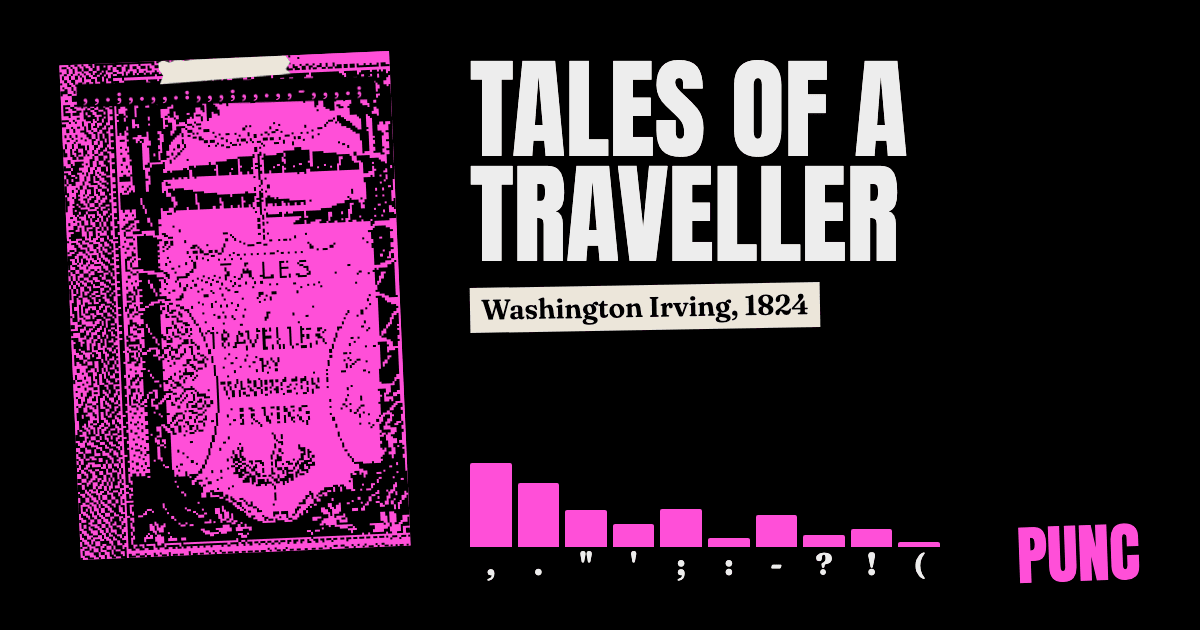 TALES
OF
A
TRAVELLER
BY
WASHINGTON
IRVING
TALES OF A
TRAVELLER
Washington Irving, 1824
, . " ' ; : - ? ! (
PUNC